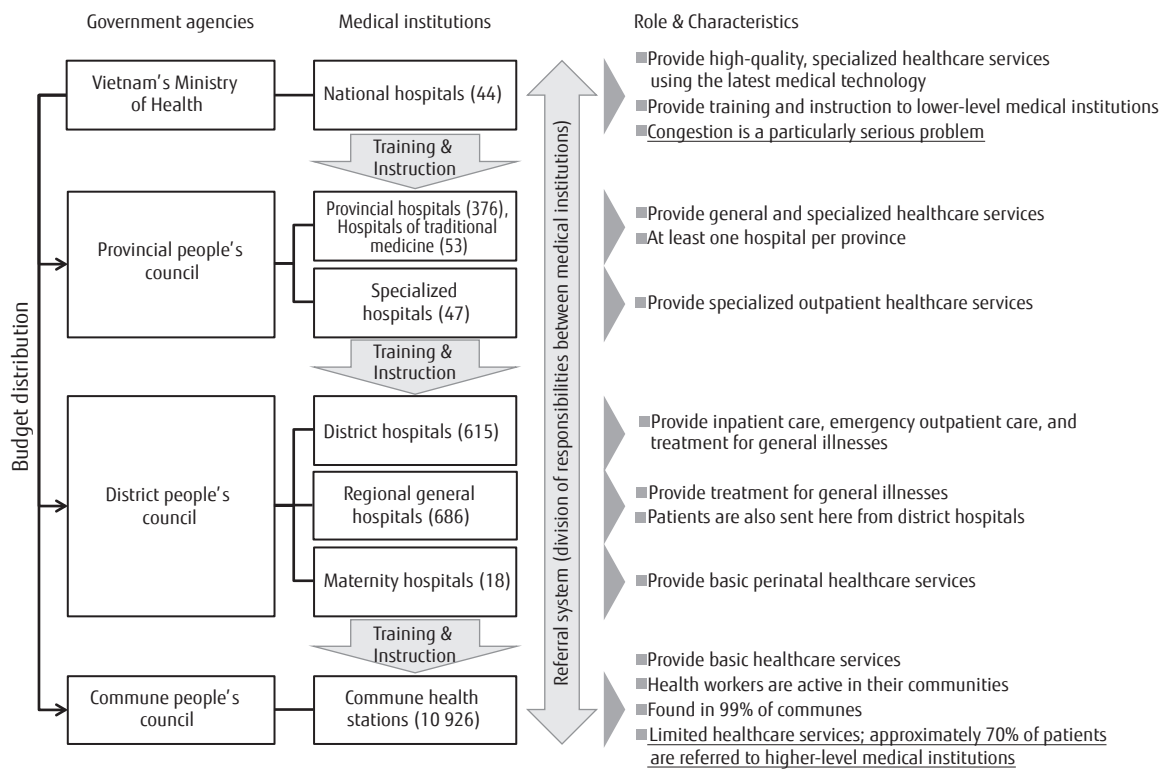 Government agencies
Medical institutions
Role & Characteristics
Vietnam's Ministry
of Health
National hospitals (44)
■Provide high-quality, specialized healthcare services
using the latest medical technology
■Provide training and instruction to lower-level medical institutions
■Congestion is a particularly serious problem
Training &
Instruction
Provincial people's
council
Provincial hospitals (376),
Hospitals of traditional
medicine (53)
■Provide general and specialized healthcare services
■At least one hospital per province
Specialized
hospitals (47)
■Provide specialized outpatient healthcare services
Training &
Instruction
District people's
council
District hospitals (615)
■Provide inpatient care, emergency outpatient care, and
treatment for general illnesses
Regional general
hospitals (686)
■Provide treatment for general illnesses
■Patients are also sent here from district hospitals
Maternity hospitals (18)
■Provide basic perinatal healthcare services
Training &
Instruction
Commune people's
council
Commune health
stations (10 926)
■Provide basic healthcare services
■Health workers are active in their communities
■Found in 99% of communes
■Limited healthcare services; approximately 70% of patients
are referred to higher-level medical institutions
Budget distribution
Referral system (division of responsibilities between medical institutions)